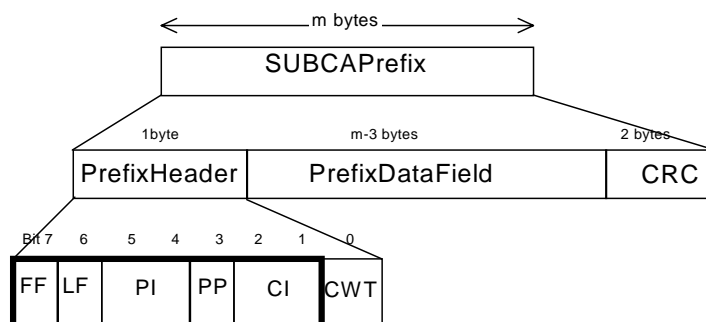 m bytes
SUBCAPrefix
1byte m-3 bytes 2 bytes
PrefixHeader PrefixDataField CRC
Bit 7 6 5 4 3 2 1 0
FF LF PI PP CI CWT